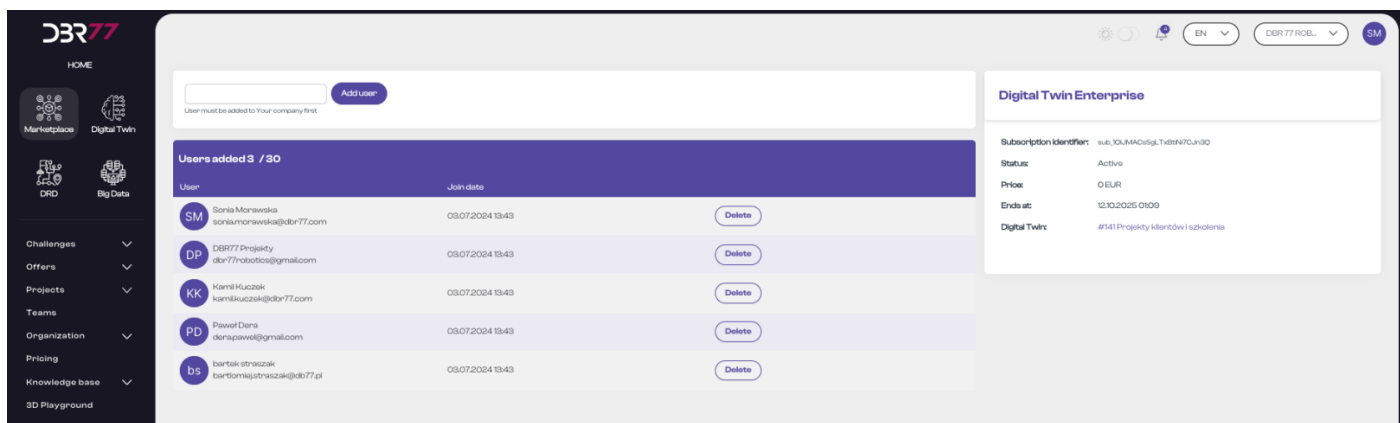 DBR77
HOME
Marketplace
Digital Twin
DRD
Big Data
Challenges
Offers
Projects
Teams
Organization
Pricing
Knowledge base
3D Playground
EN
DBR77 ROB...
SM
Add user
User must be added to Your company first
Users added 3 / 30
User Join date
SM Sonia Morawska
sonia.morawska@dbr77.com
03.07.2024 13:43
Delete
DP DBR77 Projekty
dbr77robotics@gmail.com
03.07.2024 13:43
Delete
KK Kamil Kuczek
kamil.kuczek@dbr77.com
03.07.2024 13:43
Delete
PD Paweł Dera
dera.pawel@gmail.com
03.07.2024 13:43
Delete
bs bartek straszak
bartlomiej.straszak@db77.pl
03.07.2024 13:43
Delete
Digital Twin Enterprise
Subscription identifier:
Status: Active
Price: 0 EUR
Ends at: 12.10.2025 01:09
Digital Twin: #141 Projekty klientów i szkolenia